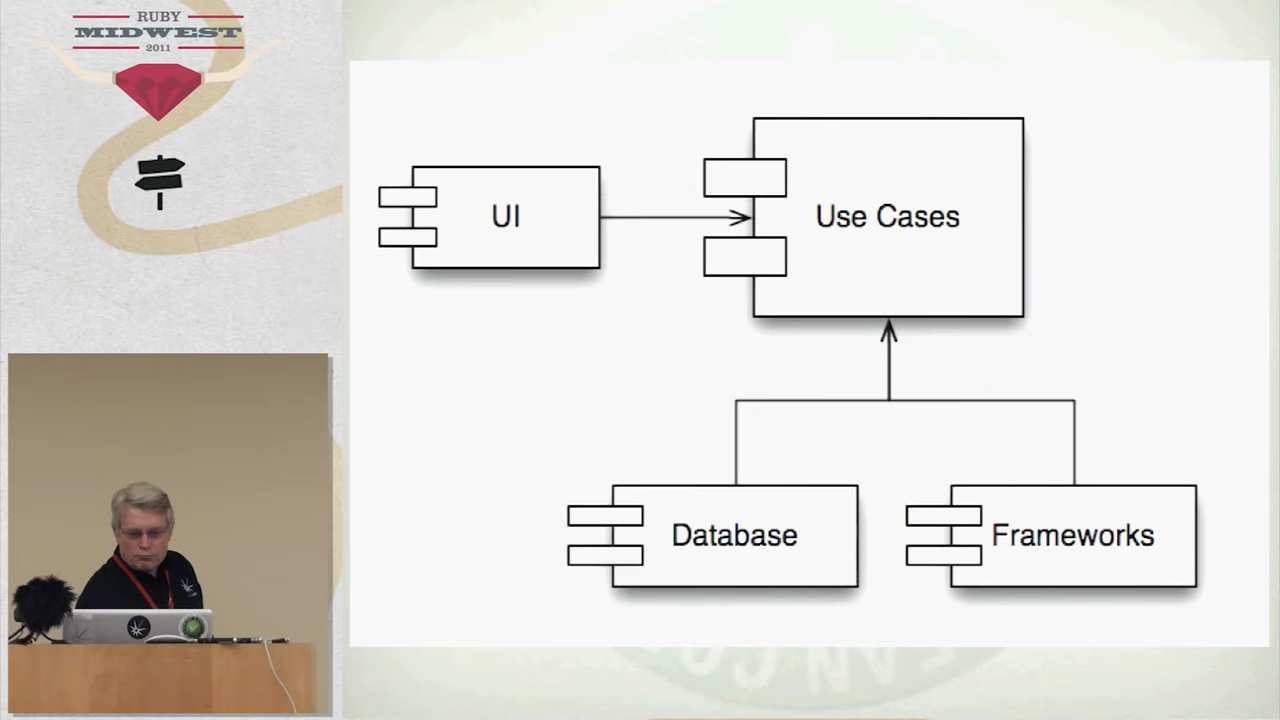 RUBY
MIDWEST
2011
UI
Use Cases
Database
Frameworks